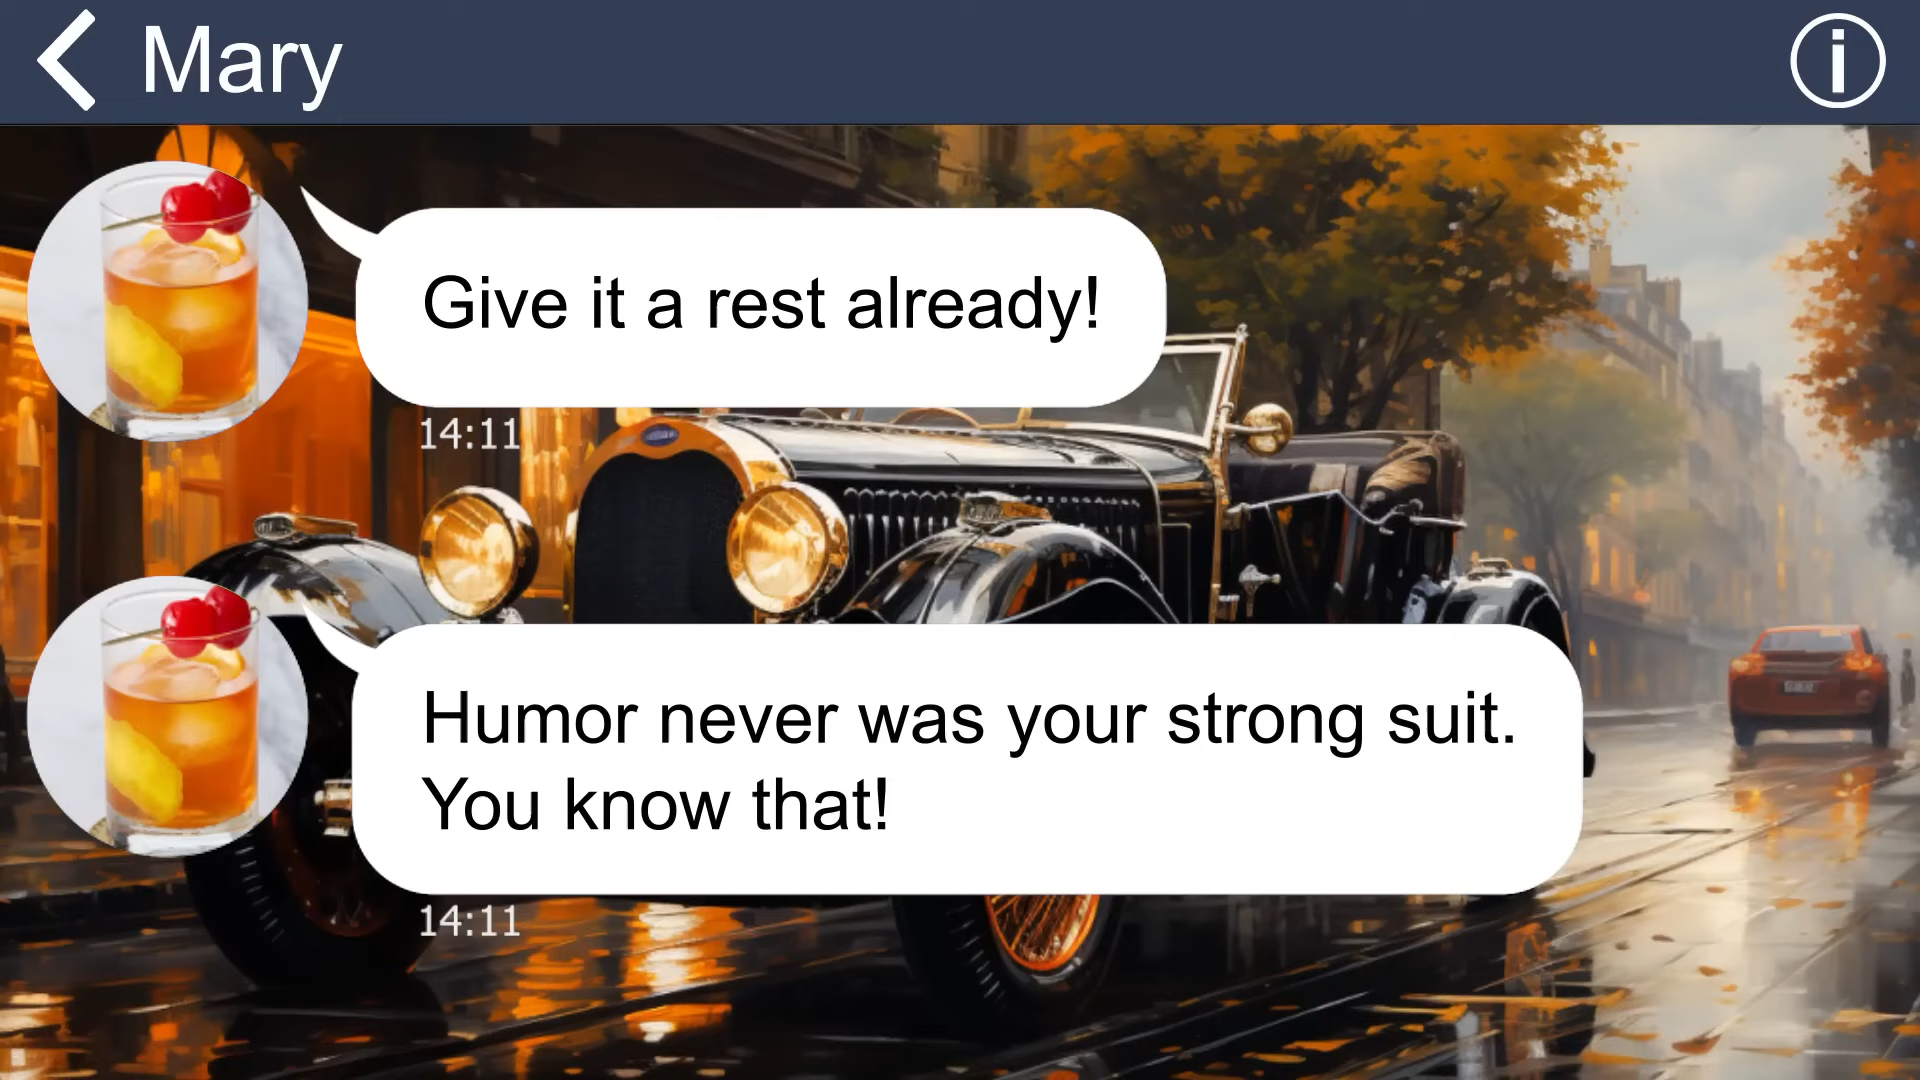 Mary
Give it a rest already!
14:11
Humor never was your strong suit.
You know that!
14:11